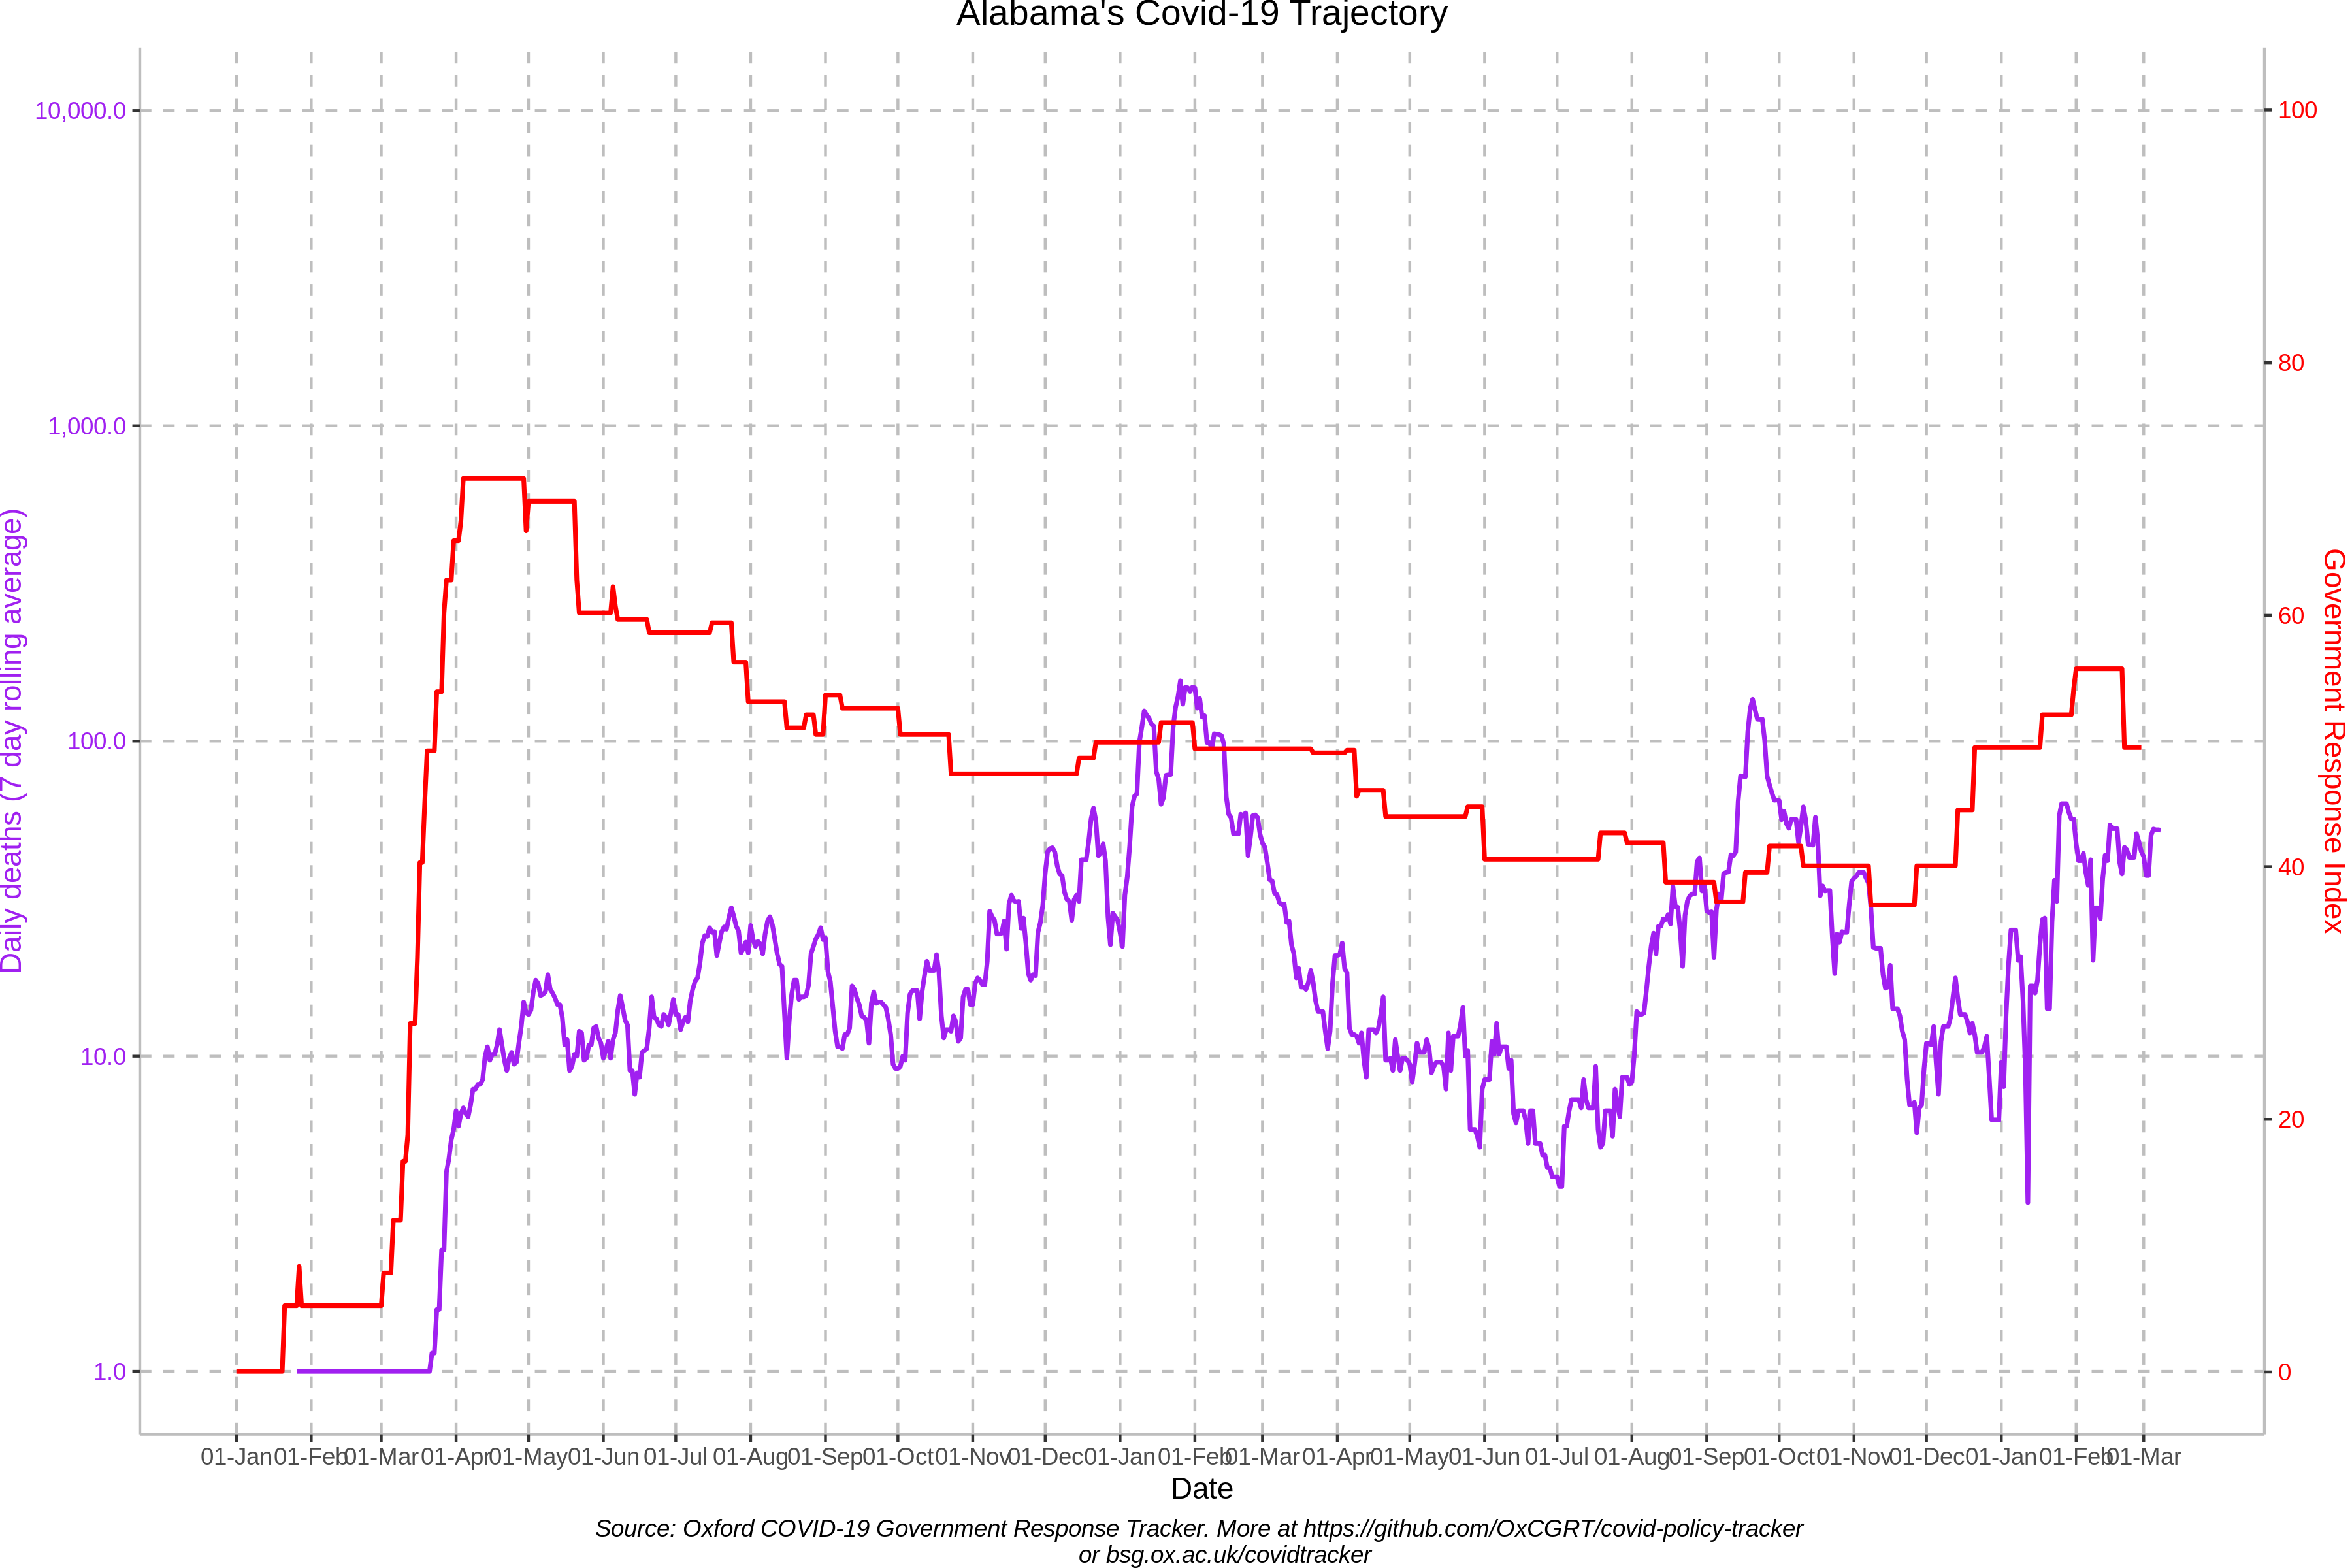 Alabama's Covid-19 Trajectory
10,000.0
1,000.0
100.0
10.0
1.0
Daily deaths (7 day rolling average)
100
80
60
40
20
0
Government Response Index
01-Jan 01-Feb 01-Mar 01-Apr 01-May 01-Jun 01-Jul 01-Aug 01-Sep 01-Oct 01-Nov 01-Dec 01-Jan 01-Feb 01-Mar 01-Apr 01-May 01-Jun 01-Jul 01-Aug 01-Sep 01-Oct 01-Nov 01-Dec 01-Jan 01-Feb 01-Mar
Date
Source: Oxford COVID-19 Government Response Tracker. More at https://github.com/OxCGRT/covid-policy-tracker
or bsg.ox.ac.uk/covidtracker